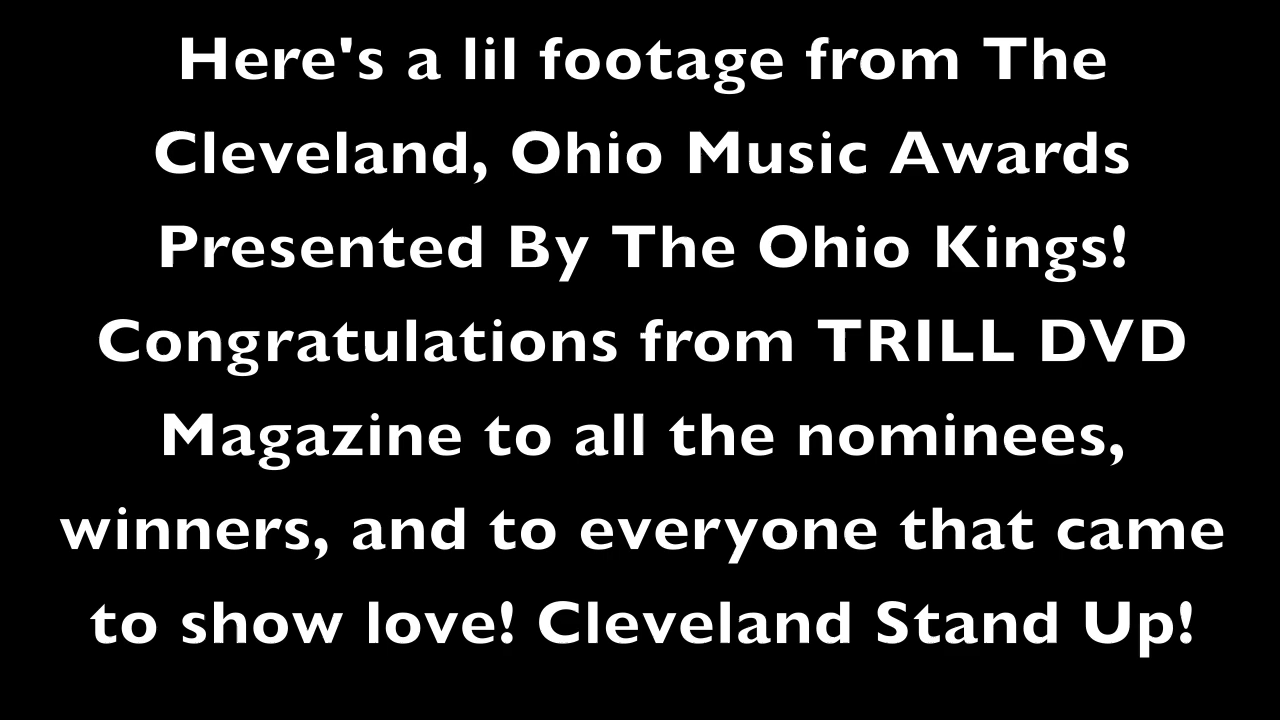 Here's a lil footage from The
Cleveland, Ohio Music Awards
Presented By The Ohio Kings!
Congratulations from TRILL DVD
Magazine to all the nominees,
winners, and to everyone that came
to show love! Cleveland Stand Up!